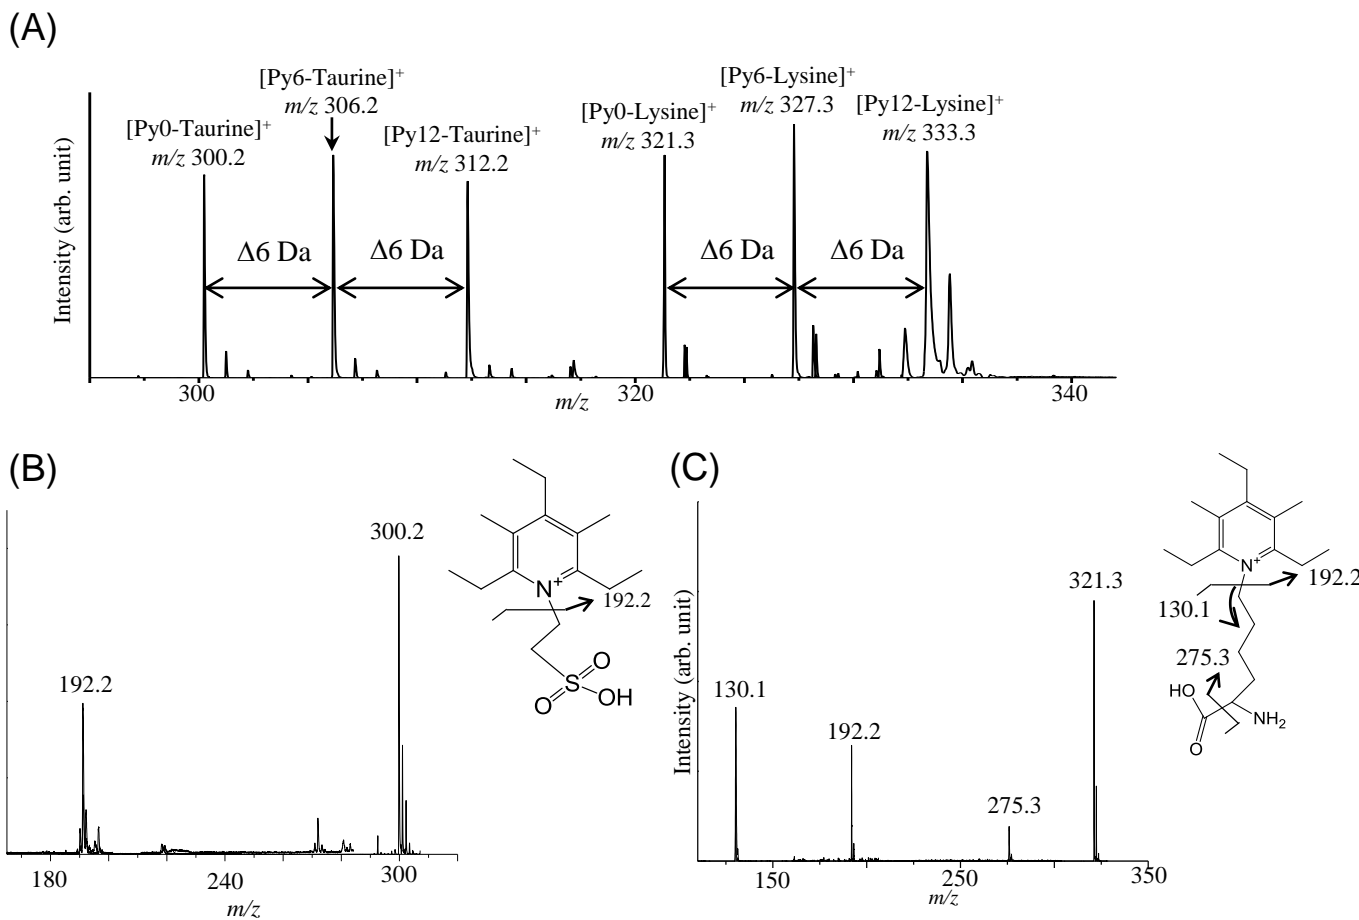 (A)
[Py0-Taurine]⁺
m/z 300.2
[Py6-Taurine]⁺
m/z 306.2
[Py12-Taurine]⁺
m/z 312.2
[Py0-Lysine]⁺
m/z 321.3
[Py6-Lysine]⁺
m/z 327.3
[Py12-Lysine]⁺
m/z 333.3
Δ6 Da
Δ6 Da
Δ6 Da
Δ6 Da
Intensity (arb. unit)
300
320
340
m/z
(B)
192.2
300.2
N⁺
192.2
O
O
S
OH
180
240
300
m/z
(C)
Intensity (arb. unit)
130.1
192.2
275.3
321.3
N⁺
192.2
130.1
275.3
HO
O
NH₂
150
250
350
m/z